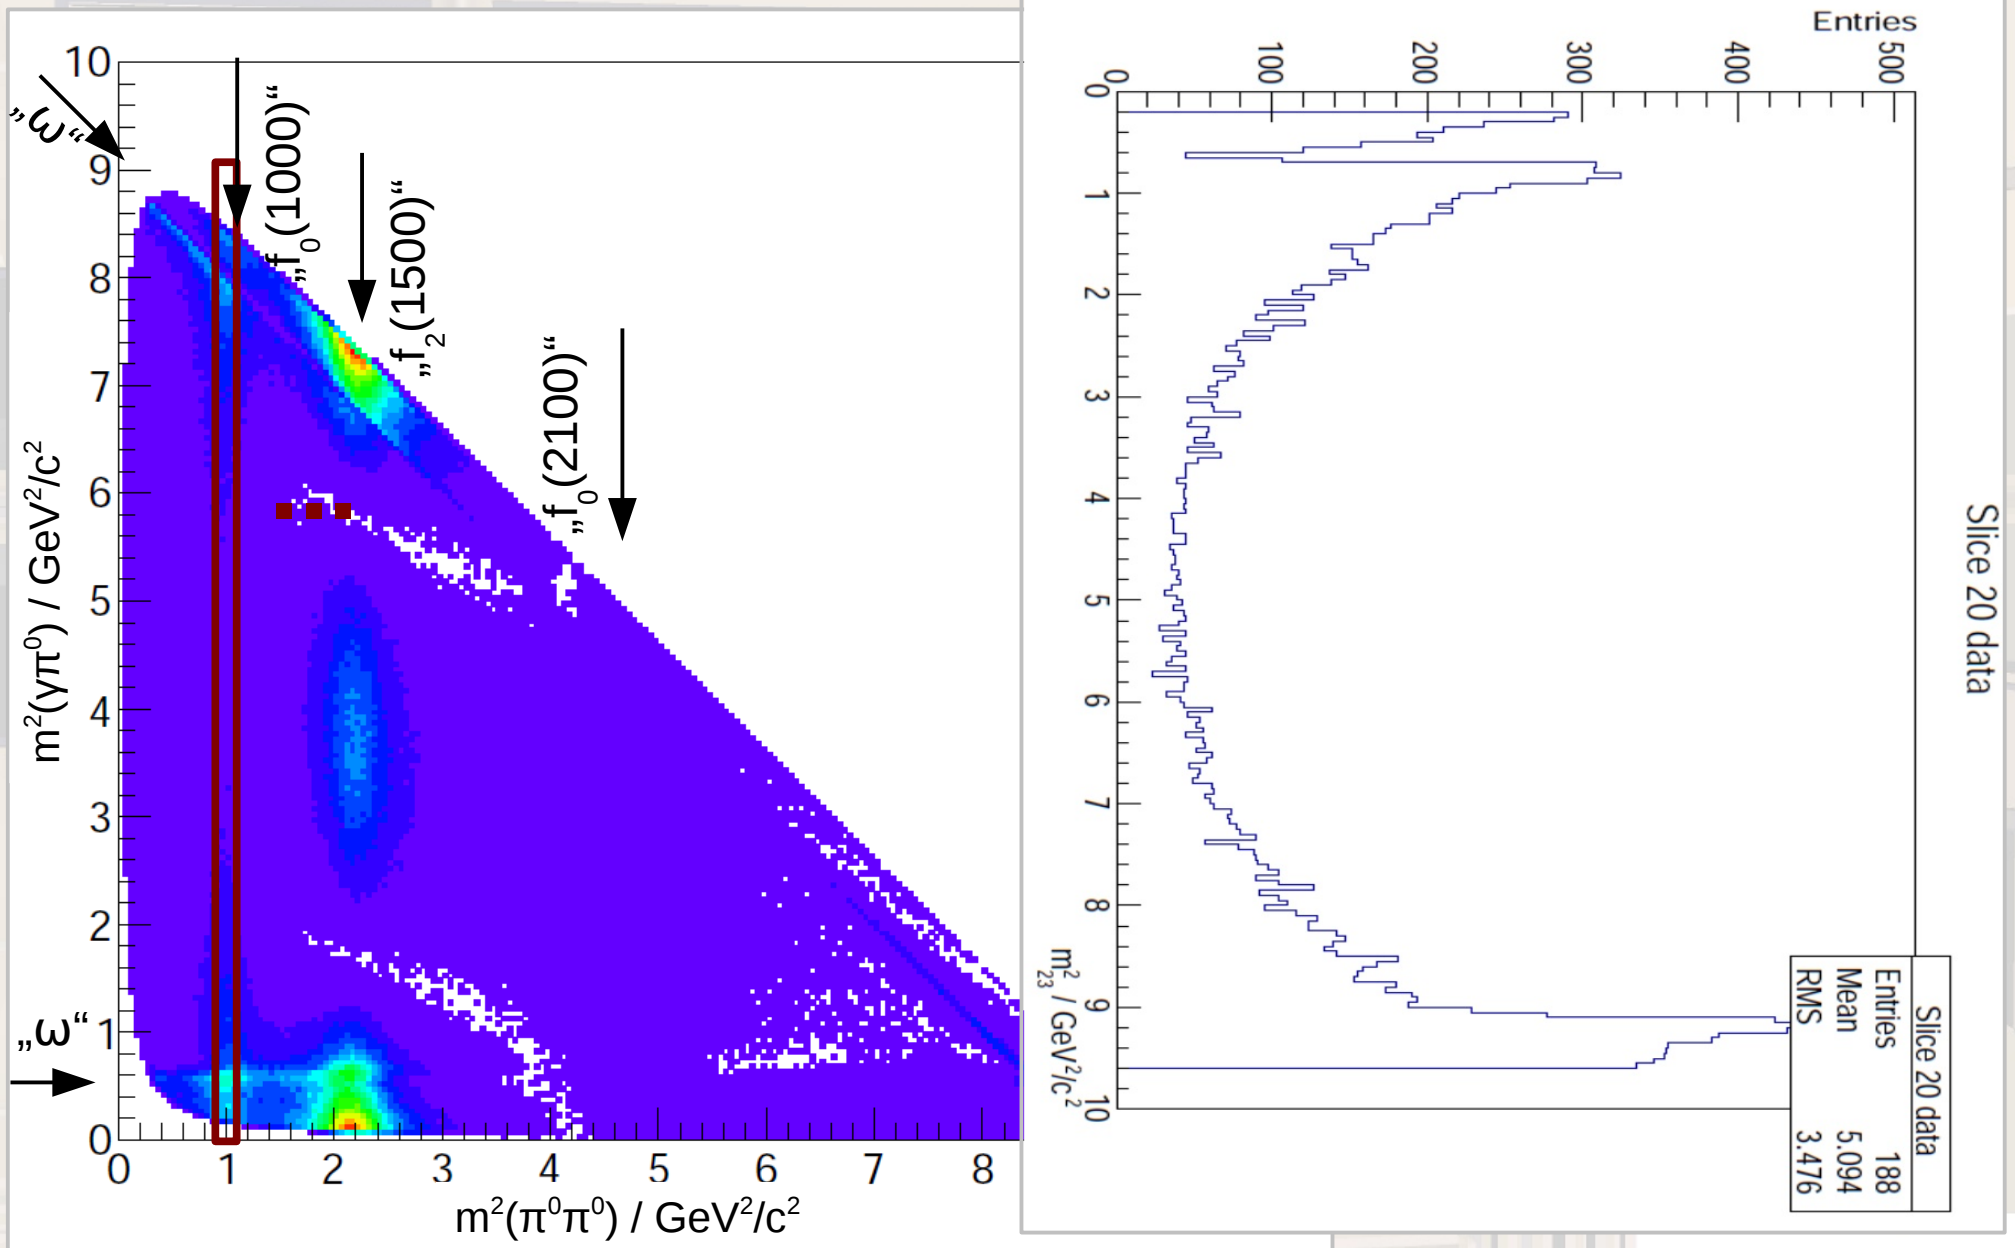 10
9
8
7
6
5
4
3
2
1
0
0 1 2 3 4 5 6 7 8
m²(γπ⁰) / GeV²/c²
m²(π⁰π⁰) / GeV²/c²
„ω“
„ω“
„f₀(1000)”
„f₂(1500)”
„f₀(2100)”
Slice 20 data
Entries
0 100 200 300 400 500
0
1
2
3
4
5
6
7
8
9
10
m²₂₃ / GeV²/c²
Slice 20 data
Entries 188
Mean 5.094
RMS 3.476